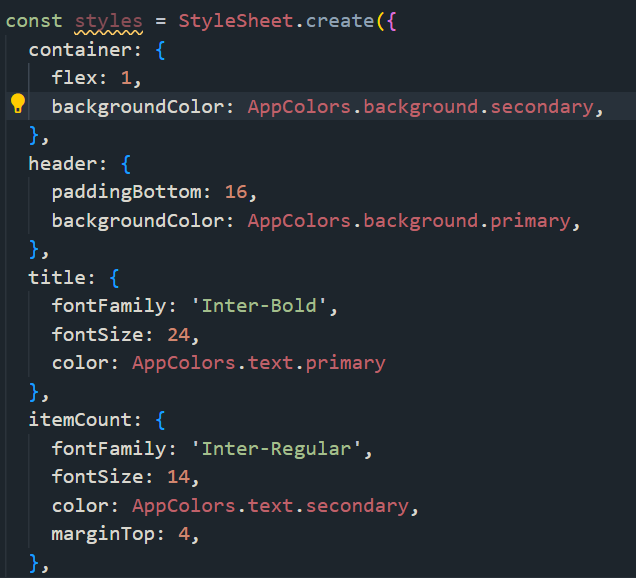 const styles = StyleSheet.create({
  container: {
    flex: 1,
    backgroundColor: AppColors.background.secondary,
  },
  header: {
    paddingBottom: 16,
    backgroundColor: AppColors.background.primary,
  },
  title: {
    fontFamily: 'Inter-Bold',
    fontSize: 24,
    color: AppColors.text.primary
  },
  itemCount: {
    fontFamily: 'Inter-Regular',
    fontSize: 14,
    color: AppColors.text.secondary,
    marginTop: 4,
  },